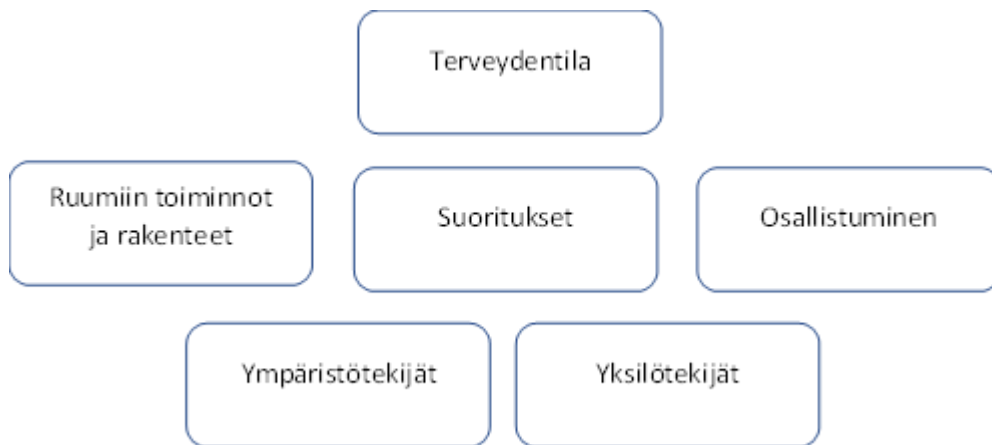 Terveydentila
Ruumiin toiminnot
ja rakenteet
Suoritukset
Osallistuminen
Ympäristötekijät
Yksilötekijät